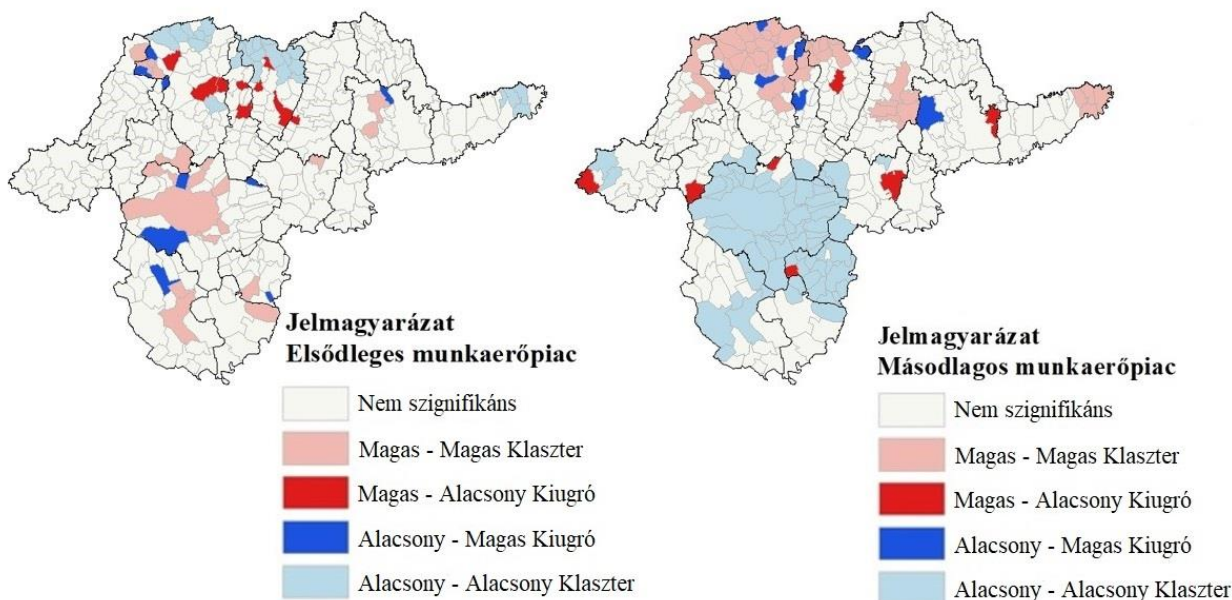 Jelmagyarázat
Elsődleges munkaerőpiac
Nem szignifikáns
Magas - Magas Klaszter
Magas - Alacsony Kiugró
Alacsony - Magas Kiugró
Alacsony - Alacsony Klaszter
Jelmagyarázat
Másodlagos munkaerőpiac
Nem szignifikáns
Magas - Magas Klaszter
Magas - Alacsony Kiugró
Alacsony - Magas Kiugró
Alacsony - Alacsony Klaszter